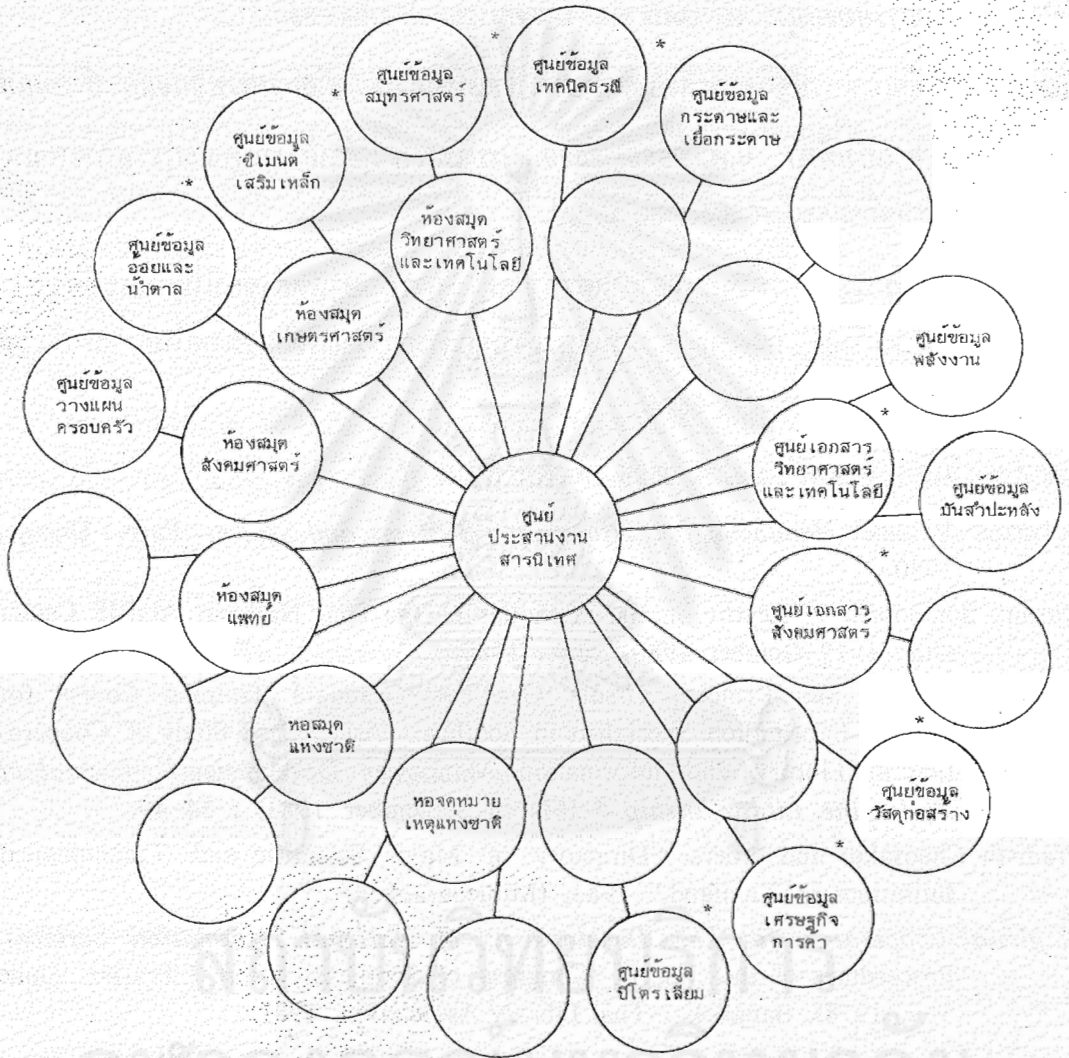 *
*
ศูนย์ข้อมูล
สมุทรศาสตร์
ศูนย์ข้อมูล
เทคนิคธรณี
ศูนย์ข้อมูล
กระดาษและ
เยื่อกระดาษ
*
ศูนย์ข้อมูล
ซีเมนต์
เสริมเหล็ก
*
ศูนย์ข้อมูล
อ้อยและ
น้ำตาล
ห้องสมุด
วิทยาศาสตร์
และเทคโนโลยี
ห้องสมุด
เกษตรศาสตร์
ศูนย์ข้อมูล
พลังงาน
ศูนย์ข้อมูล
วางแผน
ครอบครัว
ห้องสมุด
สังคมศาสตร์
*
ศูนย์เอกสาร
วิทยาศาสตร์
และเทคโนโลยี
ศูนย์ข้อมูล
มันสำปะหลัง
ศูนย์
ประสานงาน
สารนิเทศ
*
ศูนย์เอกสาร
สังคมศาสตร์
ห้องสมุด
แพทย์
หอสมุด
แห่งชาติ
หอจดหมาย
เหตุแห่งชาติ
*
ศูนย์ข้อมูล
วัสดุก่อสร้าง
*
ศูนย์ข้อมูล
เศรษฐกิจ
การค้า
*
ศูนย์ข้อมูล
ปิโตรเลียม